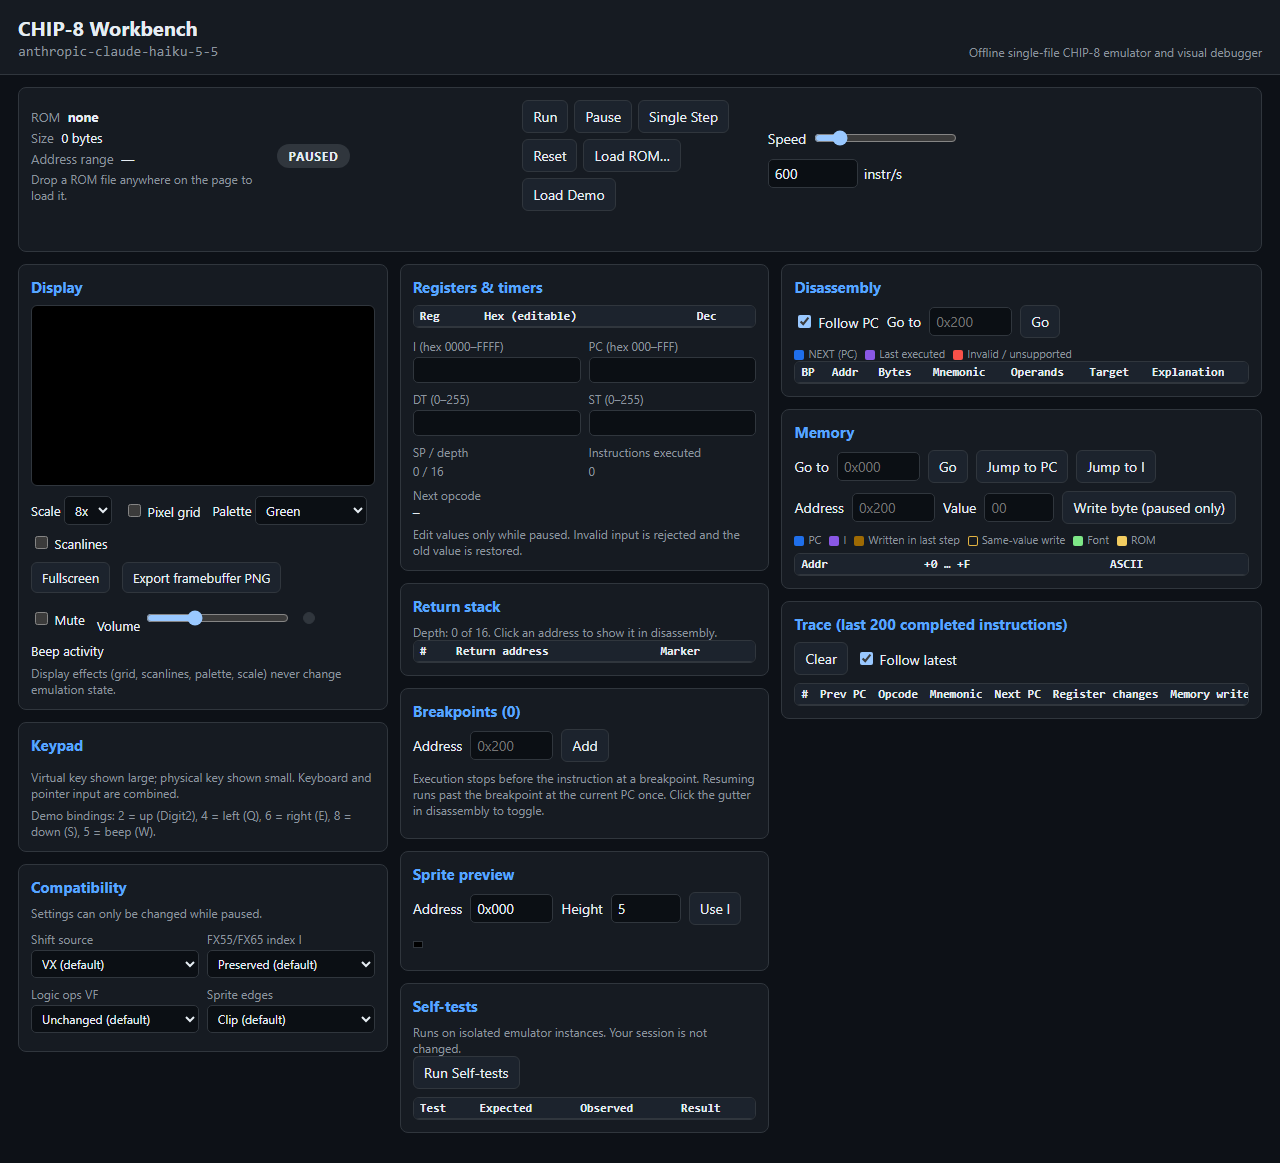 CHIP-8 Workbench
anthropic-claude-haiku-5-5
Offline single-file CHIP-8 emulator and visual debugger
ROM none
Size 0 bytes
Address range —
Drop a ROM file anywhere on the page to
load it.
PAUSED
Run Pause Single Step
Reset Load ROM...
Load Demo
Speed
600 instr/s
Display
Scale 8x Pixel grid Palette Green
Scanlines
Fullscreen Export framebuffer PNG
Mute Volume
Beep activity
Display effects (grid, scanlines, palette, scale) never change
emulation state.
Keypad
Virtual key shown large; physical key shown small. Keyboard and
pointer input are combined.
Demo bindings: 2 = up (Digit2), 4 = left (Q), 6 = right (E), 8 =
down (S), 5 = beep (W).
Compatibility
Settings can only be changed while paused.
Shift source FX55/FX65 index I
VX (default) Preserved (default)
Logic ops VF Sprite edges
Unchanged (default) Clip (default)
Registers & timers
Reg Hex (editable) Dec
I (hex 0000–FFFF) PC (hex 000–FFF)
DT (0–255) ST (0–255)
SP / depth Instructions executed
0 / 16 0
Next opcode
–
Edit values only while paused. Invalid input is rejected and the
old value is restored.
Return stack
Depth: 0 of 16. Click an address to show it in disassembly.
# Return address Marker
Breakpoints (0)
Address 0x200 Add
Execution stops before the instruction at a breakpoint. Resuming
runs past the breakpoint at the current PC once. Click the gutter
in disassembly to toggle.
Sprite preview
Address 0x000 Height 5 Use I
Self-tests
Runs on isolated emulator instances. Your session is not
changed.
Run Self-tests
Test Expected Observed Result
Disassembly
Follow PC Go to 0x200 Go
NEXT (PC) Last executed Invalid / unsupported
BP Addr Bytes Mnemonic Operands Target Explanation
Memory
Go to 0x000 Go Jump to PC Jump to I
Address 0x200 Value 00 Write byte (paused only)
PC I Written in last step Same-value write Font ROM
Addr +0 … +F ASCII
Trace (last 200 completed instructions)
Clear Follow latest
# Prev PC Opcode Mnemonic Next PC Register changes Memory write